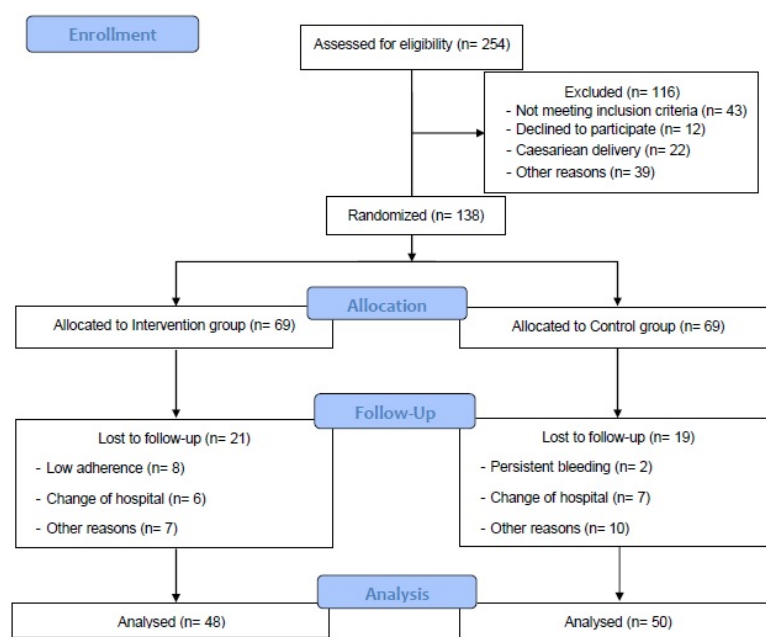 Enrollment
Assessed for eligibility (n= 254)
Excluded (n= 116)
- Not meeting inclusion criteria (n= 43)
- Declined to participate (n= 12)
- Caesariean delivery (n= 22)
- Other reasons (n= 39)
Randomized (n= 138)
Allocation
Allocated to Intervention group (n= 69)
Allocated to Control group (n= 69)
Follow-Up
Lost to follow-up (n= 21)
- Low adherence (n= 8)
- Change of hospital (n= 6)
- Other reasons (n= 7)
Lost to follow-up (n= 19)
- Persistent bleeding (n= 2)
- Change of hospital (n= 7)
- Other reasons (n= 10)
Analysis
Analysed (n= 48)
Analysed (n= 50)